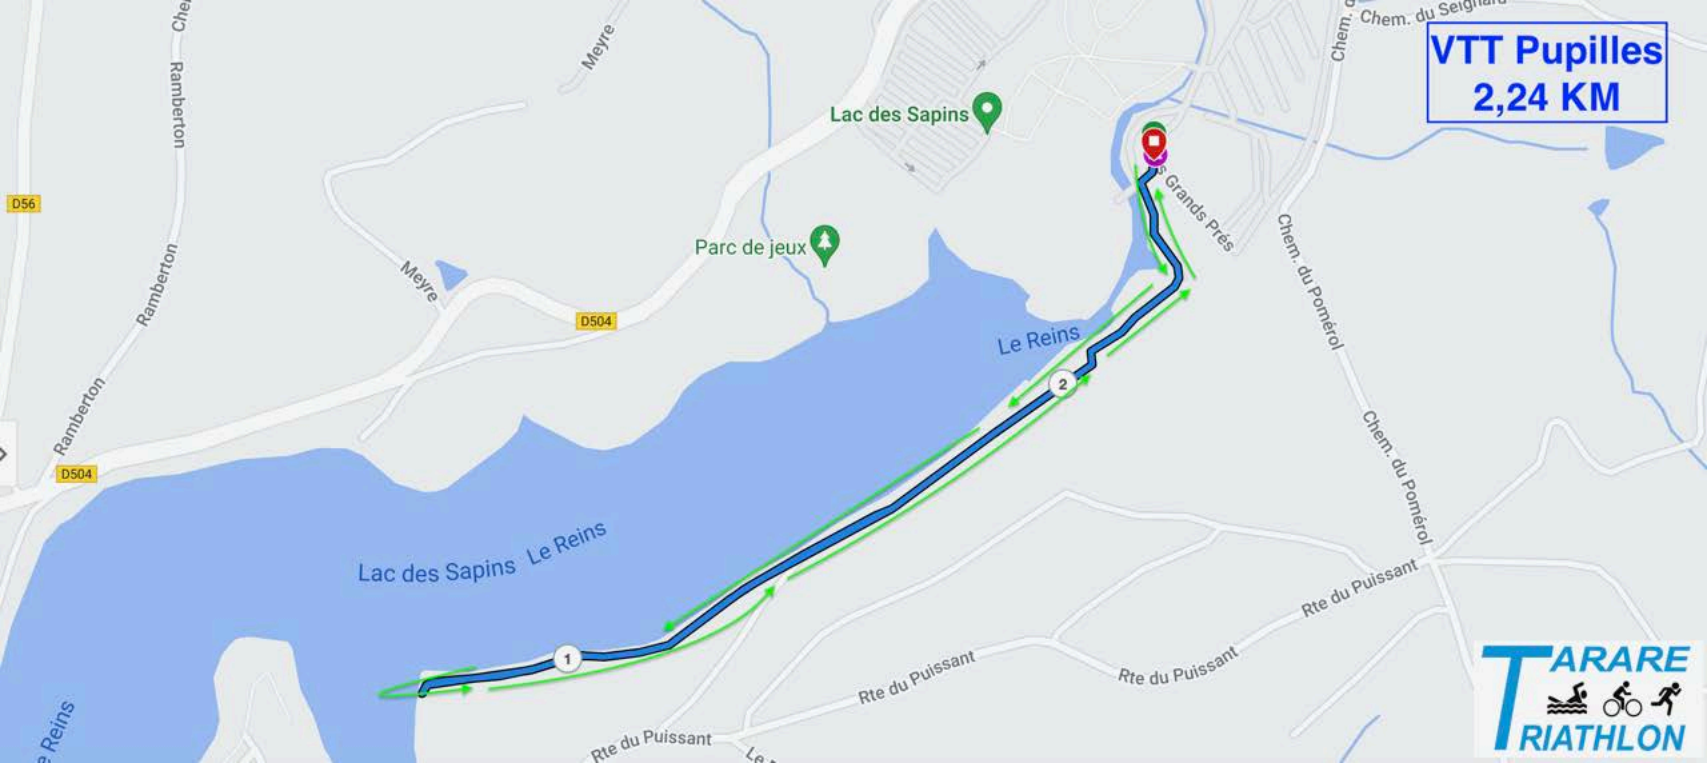 Chem. du Seignard
VTT Pupilles
2,24 KM
Meyre
Ramberton
Chem.
Lac des Sapins
D56
s Grands Prés
Parc de jeux
Meyre
Ramberton
Chem. du Pomérol
D504
Le Reins
2
Ramberton
Chem. du Pomérol
D504
Le Reins
Lac des Sapins
Rte du Puissant
1
Rte du Puissant
Rte du Puissant
Reins
Rte du Puissant
TARARE
TRIATHLON